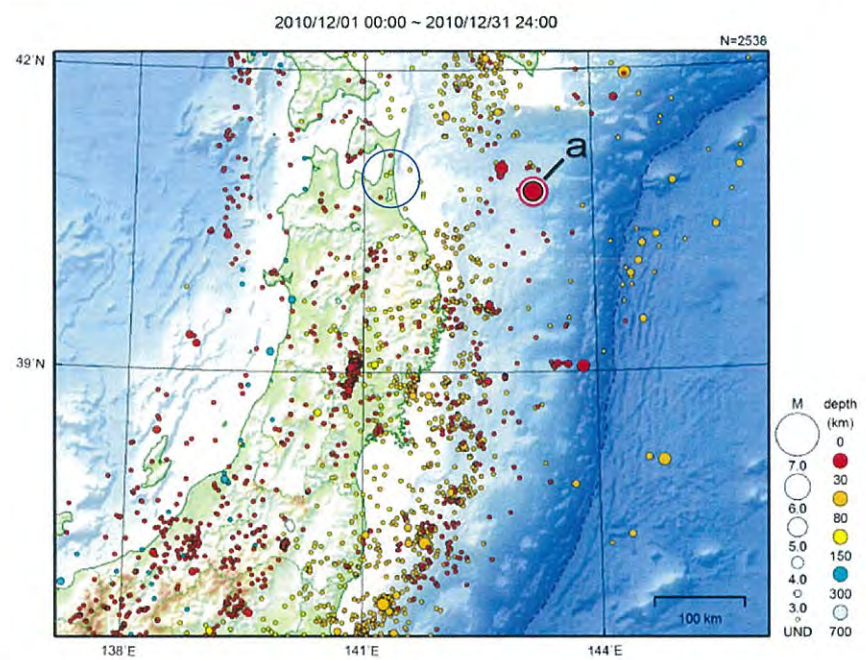 2010/12/01 00:00 ~ 2010/12/31 24:00
N=2538
42˚N
a
39˚N
100 km
138˚E
141˚E
144˚E
M
7.0
6.0
5.0
4.0
3.0
UND
depth
(km)
0
30
80
150
300
700